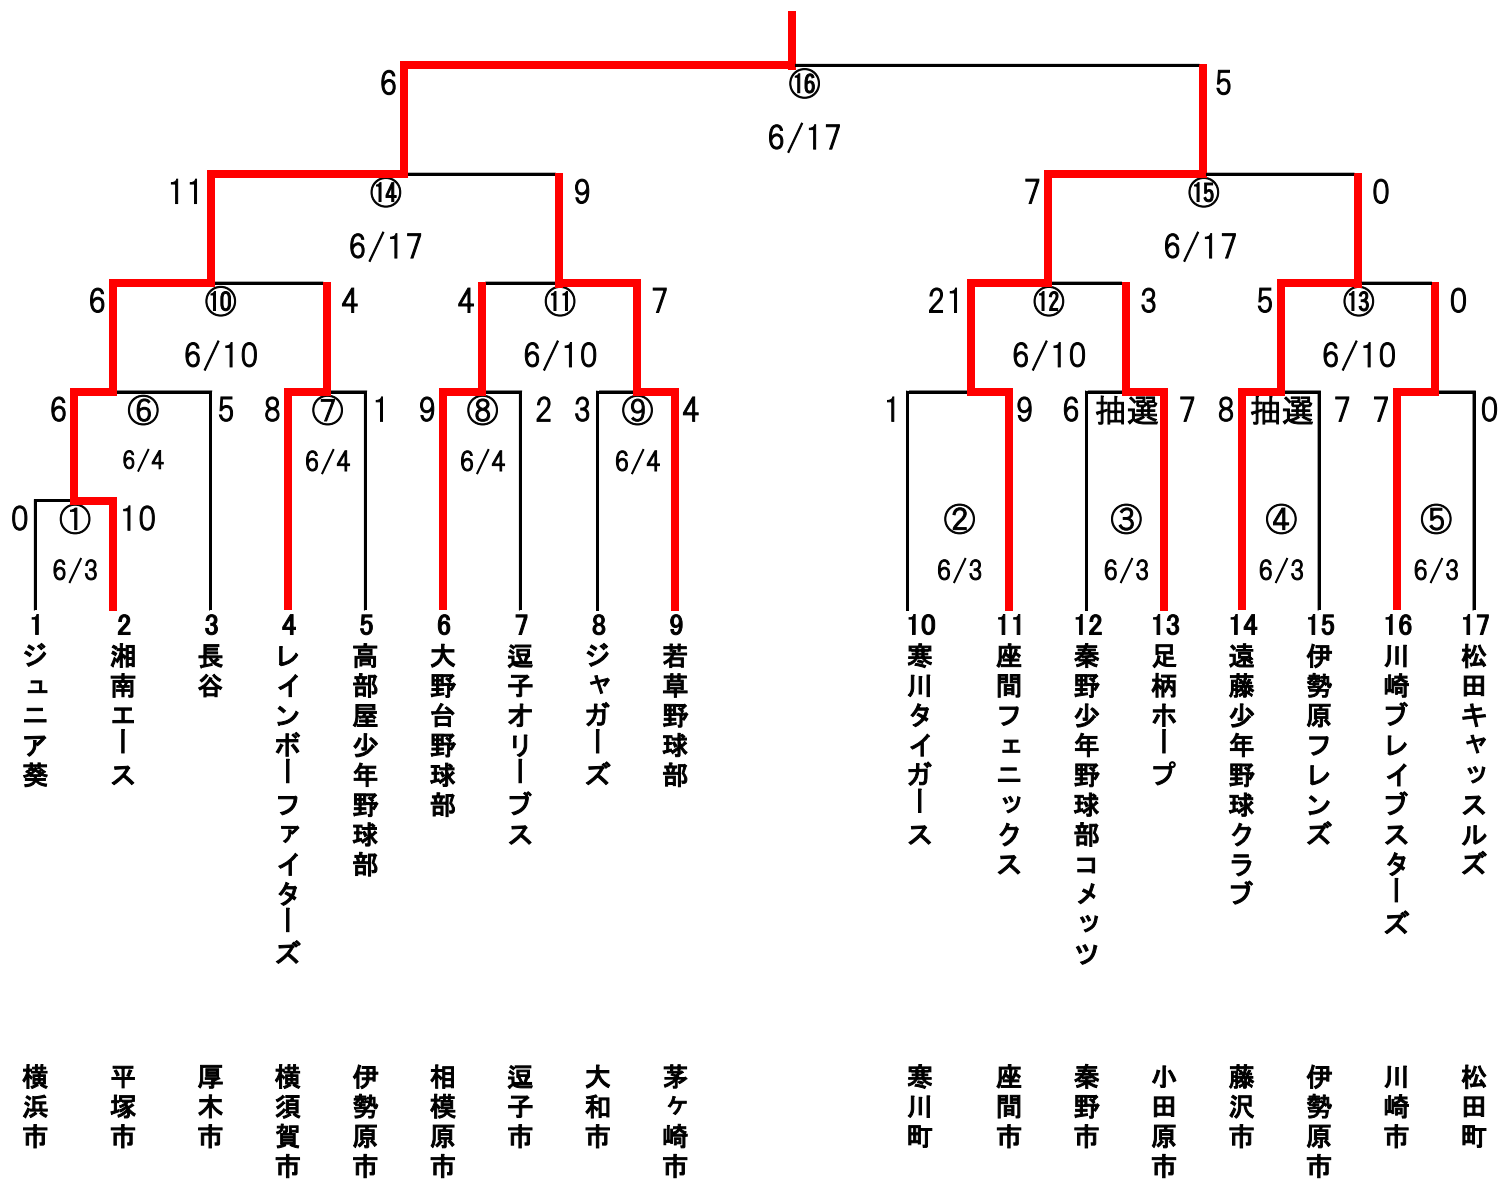 6 ⑯ 5
6/17
11 ⑭ 9 7 ⑮ 0
6/17 6/17
6 ⑩ 4 4 ⑪ 7 21 ⑫ 3 5 ⑬ 0
6/10 6/10 6/10 6/10
6 ⑥ 5 8 ⑦ 1 9 ⑧ 2 3 ⑨ 4 1 9 6 抽選 7 8 抽選 7 7 0
6/4 6/4 6/4 6/4
0 ① 10 ② ③ ④ ⑤
6/3 6/3 6/3 6/3 6/3
1 2 3 4 5 6 7 8 9 10 11 12 13 14 15 16 17
ジュニア葵
湘南エース
長谷
レインボーファイターズ
高部屋少年野球部
大野台野球部
逗子オリーブス
ジャガーズ
若草野球部
寒川タイガース
座間フェニックス
秦野少年野球部コメッツ
足柄ホープ
遠藤少年野球クラブ
伊勢原フレンズ
川崎ブレイブスターズ
松田キャッスルズ
横浜市
平塚市
厚木市
横須賀市
伊勢原市
相模原市
逗子市
大和市
茅ヶ崎市
寒川町
座間市
秦野市
小田原市
藤沢市
伊勢原市
川崎市
松田町